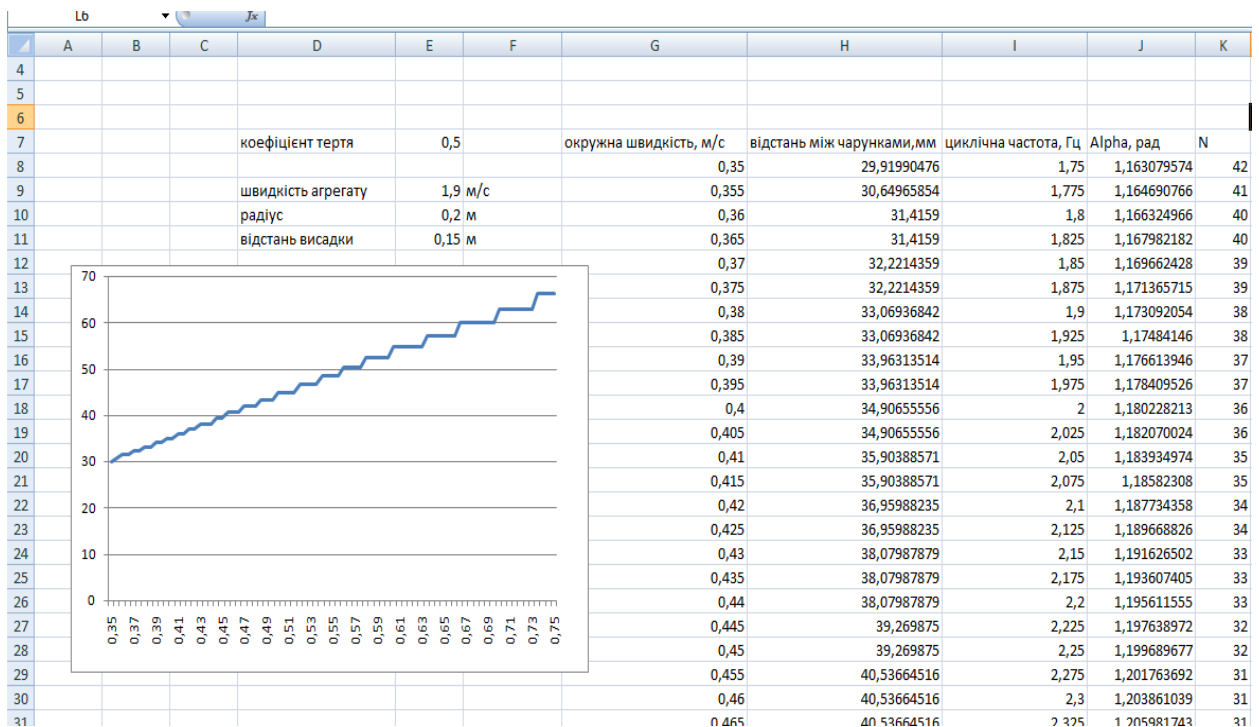 L6 fx
A B C D E F G H I J K
4
5
6
7 коефіцієнт тертя 0,5 окружна швидкість, м/с відстань між чарунками,мм циклічна частота, Гц Alpha, рад N
8 0,35 29,91990476 1,75 1,163079574 42
9 швидкість агрегату 1,9 м/с 0,355 30,64965854 1,775 1,164690766 41
10 радіус 0,2 м 0,36 31,4159 1,8 1,166324966 40
11 відстань висадки 0,15 м 0,365 31,4159 1,825 1,167982182 40
12 0,37 32,2214359 1,85 1,169662428 39
13 0,375 32,2214359 1,875 1,171365715 39
14 0,38 33,06936842 1,9 1,173092054 38
15 0,385 33,06936842 1,925 1,17484146 38
16 0,39 33,96313514 1,95 1,176613946 37
17 0,395 33,96313514 1,975 1,178409526 37
18 0,4 34,90655556 2 1,180228213 36
19 0,405 34,90655556 2,025 1,182070024 36
20 0,41 35,90388571 2,05 1,183934974 35
21 0,415 35,90388571 2,075 1,18582308 35
22 0,42 36,95988235 2,1 1,187734358 34
23 0,425 36,95988235 2,125 1,189668826 34
24 0,43 38,07987879 2,15 1,191626502 33
25 0,435 38,07987879 2,175 1,193607405 33
26 0,44 38,07987879 2,2 1,195611555 33
27 0,445 39,269875 2,225 1,197638972 32
28 0,45 39,269875 2,25 1,199689677 32
29 0,455 40,53664516 2,275 1,201763692 31
30 0,46 40,53664516 2,3 1,203861039 31
31 0,465 40,53664516 2,325 1,205981743 31
70
60
50
40
30
20
10
0
0,35 0,37 0,39 0,41 0,43 0,45 0,47 0,49 0,51 0,53 0,55 0,57 0,59 0,61 0,63 0,65 0,67 0,69 0,71 0,73 0,75